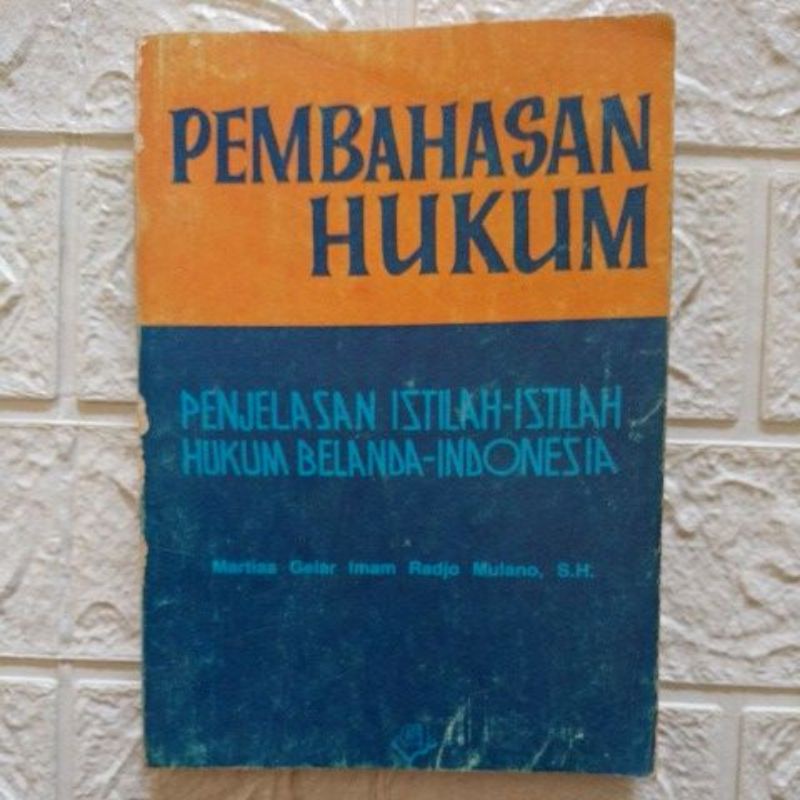 PEMBAHASAN
HUKUM
PENJELASAN ISTILAH-ISTILAH
HUKUM BELANDA-INDONESIA
Martias Gelar Imam Radjo Mulano, S.H.